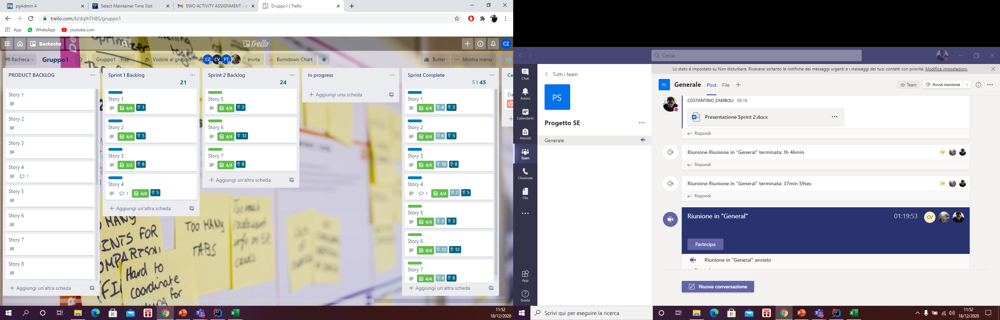 pgAdmin 4
Select Maintainer Time Slot
EWO ACTIVITY ASSIGNMENT - c
Gruppo1 | Trello
trello.com/b/dqIhTh8S/gruppo1
App WhatsApp youtube.com
Bacheche
Trello
CZ
Bacheca Gruppo1 Gruppo1 Free Visibile al gruppo CZ CV FT Invita Burndown Chart Butler Mostra menu 51 90
PRODUCT BACKLOG
Story 1
Story 2
Story 3
Story 4
1
Story 5
Story 6
Story 7
Story 8
Aggiungi un'altra scheda
Sprint 1 Backlog
21
Story 1
4/4 3
Story 2
4/4 5
Story 3
3/3 8
Story 4
1 4/4 5
Aggiungi un'altra scheda
Sprint 2 Backlog
24
Story 5
4/4 3
Story 6
4/4 13
Story 7
4/4 8
Aggiungi un'altra scheda
In progress
Aggiungi una scheda
Sprint Complete
51 45
Story 1
4/4 4 3
Story 2
4/4 6 5
Story 3
4/4 10 8
Story 4
1 4/4 7 5
Story 5
4/4 3 3
Story 6
4/4 13 13
Story 7
4/4 8 8
Aggiungi un'altra scheda
Ce
Da
TOO MANY
TABS
Hard to
coordinate
for
MANY
INTS FOR
OMPARISON
11:52
18/12/2020
Cerca
Lo stato è impostato su Non disturbare. Riceverai soltanto le notifiche dei messaggi urgenti e i messaggi dei tuoi contatti con priorità. Modifica impostazioni.
Chat
Azioni
Calendario
Attività
Team
Chiamate
File
App
Guida
Tutti i team
PS
Progetto SE
Generale
PS Generale Post File Team Avvia riunione
COSTANTINO ZAMBOLI 00:16
Presentazione Sprint 2.docx
Rispondi
Riunione Riunione in "General" terminata: 1h 46min
CV
Rispondi
Riunione Riunione in "General" terminata: 37min 59sec
CV
Rispondi
Riunione in "General" 01:19:53 CV
Partecipa
Riunione in "General" avviato
Nuova conversazione
Scrivi qui per eseguire la ricerca
11:52
18/12/2020